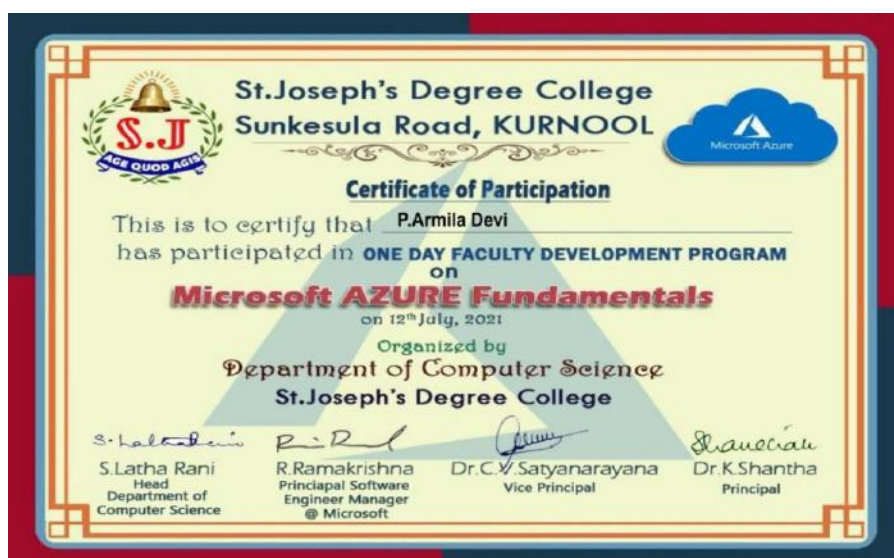 St.Joseph's Degree College
Sunkesula Road, KURNOOL
S.J
AGE QUOD AGIS
Microsoft Azure
Certificate of Participation
This is to certify that P.Armila Devi
has participated in ONE DAY FACULTY DEVELOPMENT PROGRAM
on
Microsoft AZURE Fundamentals
on 12th July, 2021
Organized by
Department of Computer Science
St.Joseph's Degree College
S.Latha Rani
Head
Department of
Computer Science
R.Ramakrishna
Princiapal Software
Engineer Manager
@ Microsoft
Dr.C.V.Satyanarayana
Vice Principal
Dr.K.Shantha
Principal